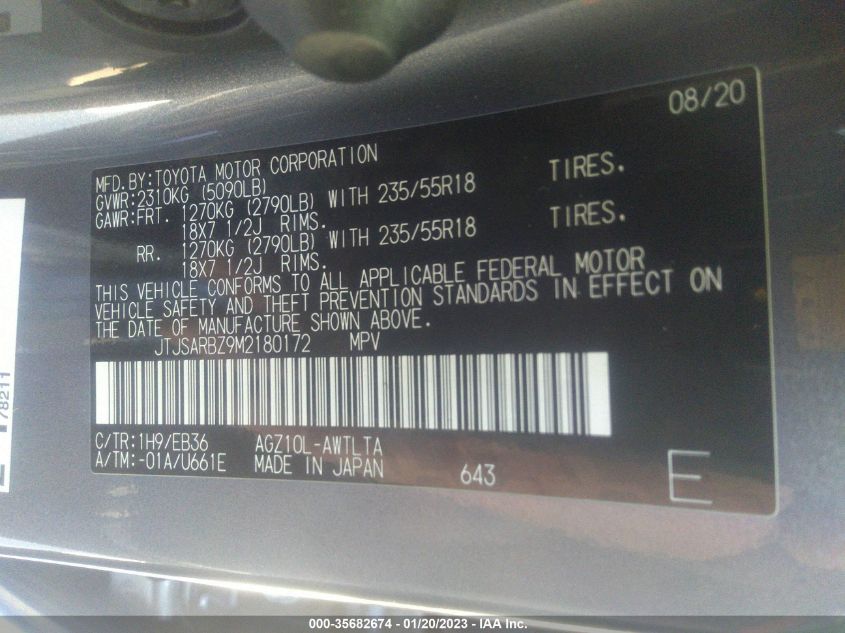 08/20
MFD.BY:TOYOTA MOTOR CORPORATION
GVWR:2310KG (5090LB)
GAWR:FRT. 1270KG (2790LB) WITH 235/55R18 TIRES.
18X7 1/2J RIMS.
RR. 1270KG (2790LB) WITH 235/55R18 TIRES.
18X7 1/2J RIMS.
THIS VEHICLE CONFORMS TO ALL APPLICABLE FEDERAL MOTOR
VEHICLE SAFETY AND THEFT PREVENTION STANDARDS IN EFFECT ON
THE DATE OF MANUFACTURE SHOWN ABOVE.
JTJSARBZ9M2180172 MPV
C/TR:1H9/EB36 AGZ10L-AWTLTA
A/TM:-01A/U661E MADE IN JAPAN 643 E
78211
000-35682674 - 01/20/2023 - IAA Inc.